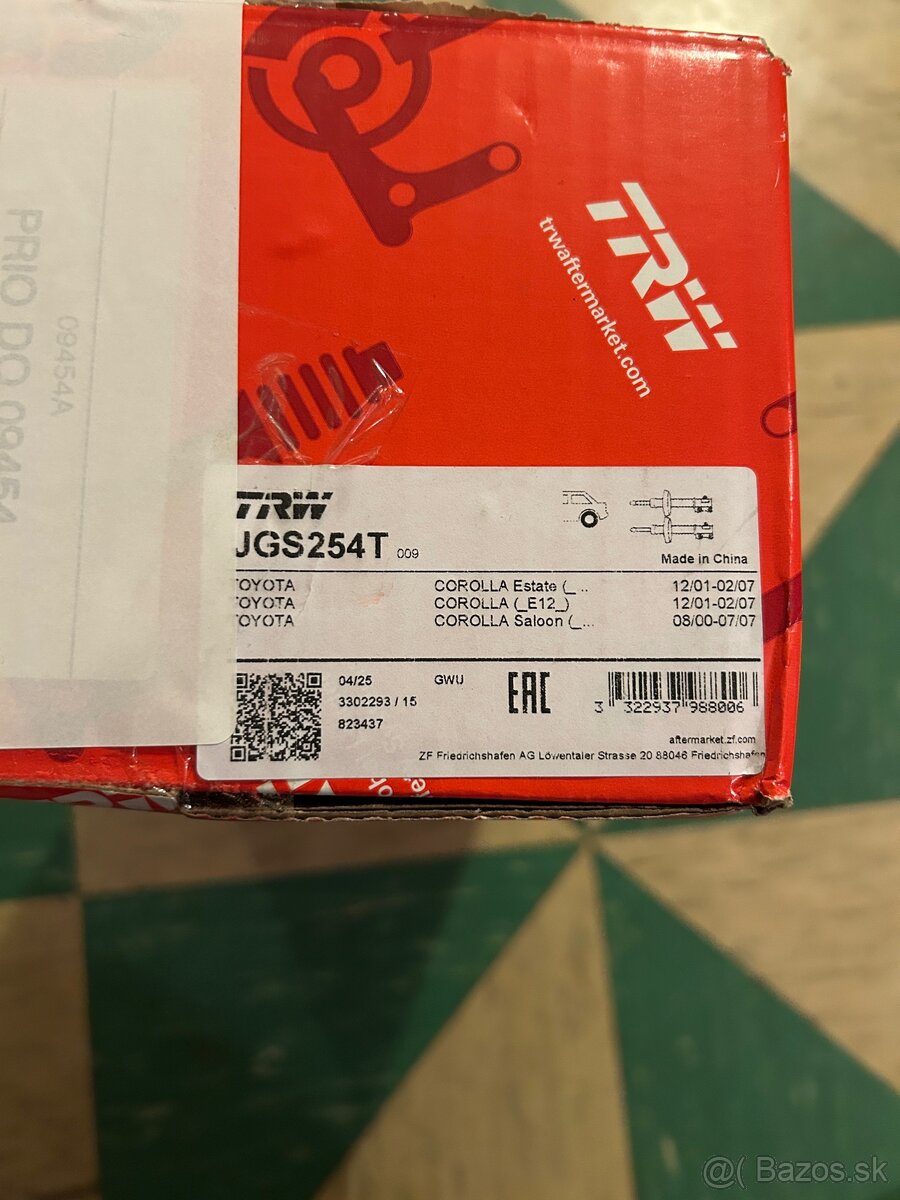 TRW
trwaftermarket.com
PRIO DO 09454
09454A
TRW
JGS254T 009
Made in China
TOYOTA COROLLA Estate (_ .. 12/01-02/07
TOYOTA COROLLA (_E12_) 12/01-02/07
TOYOTA COROLLA Saloon (_... 08/00-07/07
04/25 GWU EAC
3302293 / 15
823437
3 322937 988006
aftermarket.zf.com
ZF Friedrichshafen AG Löwentaler Strasse 20 88046 Friedrichshafen
@( Bazos.sk